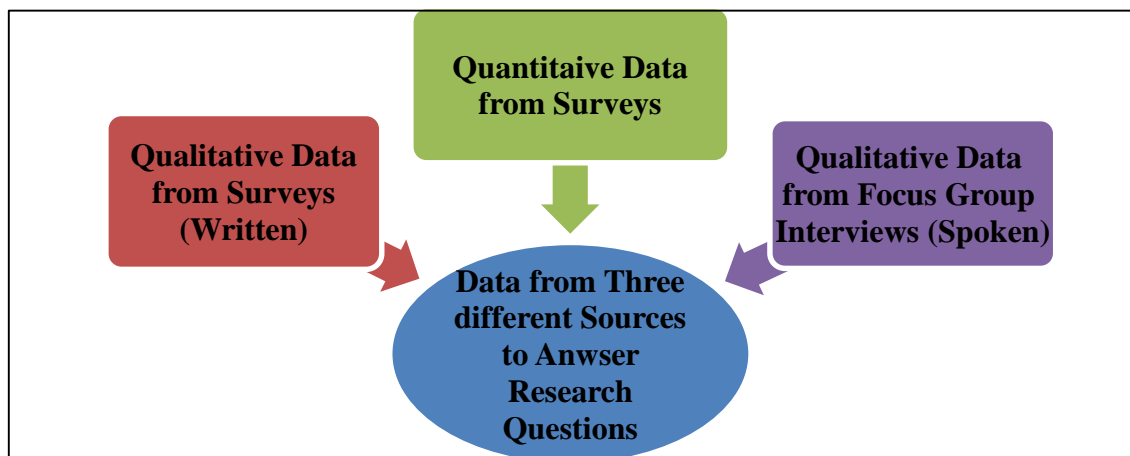 Quantitaive Data
from Surveys
Qualitative Data
from Surveys
(Written)
Qualitative Data
from Focus Group
Interviews (Spoken)
Data from Three
different Sources
to Anwser
Research
Questions